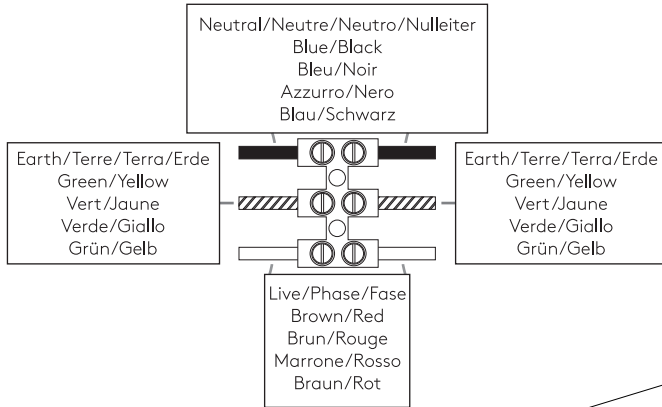 Neutral/Neutre/Neutro/Nulleiter
Blue/Black
Bleu/Noir
Azzurro/Nero
Blau/Schwarz
Earth/Terre/Terra/Erde
Green/Yellow
Vert/Jaune
Verde/Giallo
Grün/Gelb
Earth/Terre/Terra/Erde
Green/Yellow
Vert/Jaune
Verde/Giallo
Grün/Gelb
Live/Phase/Fase
Brown/Red
Brun/Rouge
Marrone/Rosso
Braun/Rot